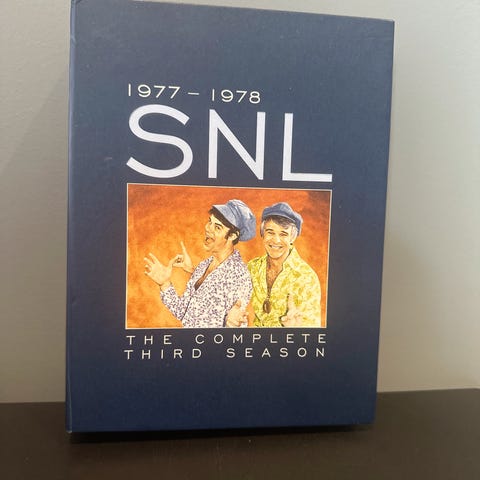 1977 – 1978
SNL
THE COMPLETE
THIRD SEASON